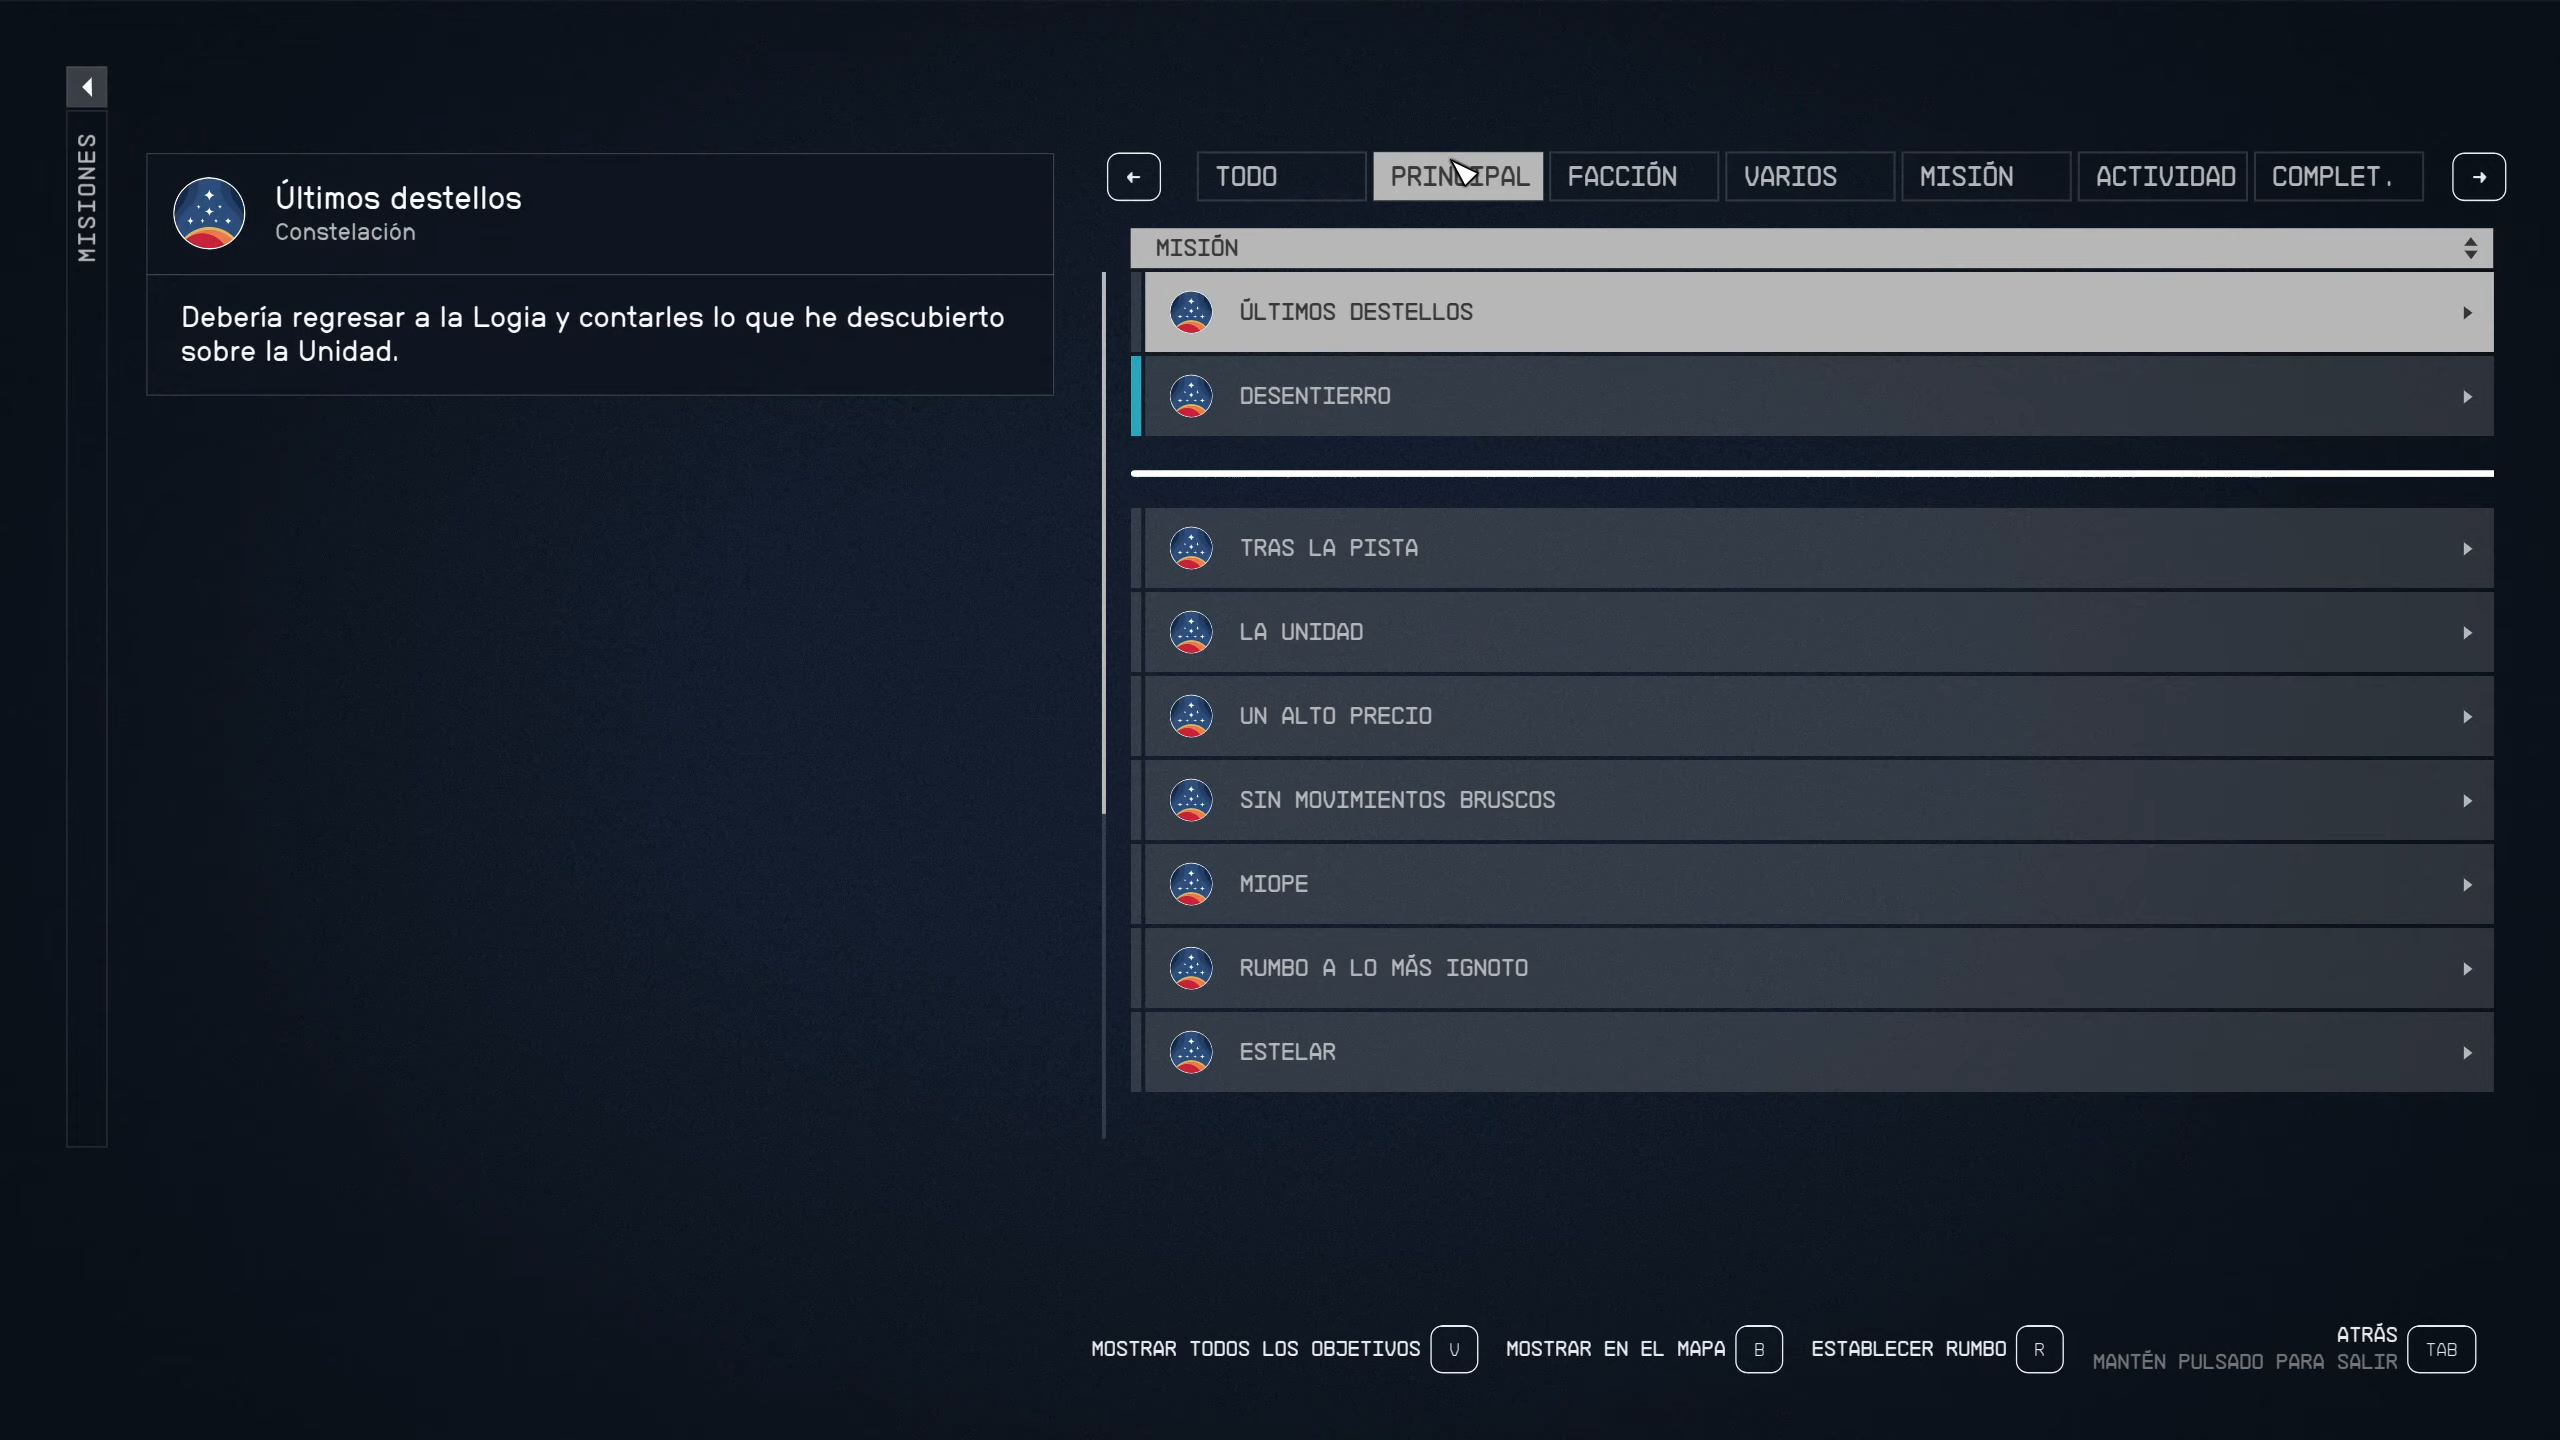 MISIONES
Últimos destellos
Constelación
Debería regresar a la Logia y contarles lo que he descubierto
sobre la Unidad.
TODO
PRINCIPAL
FACCIÓN
VARIOS
MISIÓN
ACTIVIDAD
COMPLET.
MISIÓN
ÚLTIMOS DESTELLOS
DESENTIERRO
TRAS LA PISTA
LA UNIDAD
UN ALTO PRECIO
SIN MOVIMIENTOS BRUSCOS
MIOPE
RUMBO A LO MÁS IGNOTO
ESTELAR
MOSTRAR TODOS LOS OBJETIVOS V
MOSTRAR EN EL MAPA B
ESTABLECER RUMBO R
ATRÁS
MANTÉN PULSADO PARA SALIR
TAB